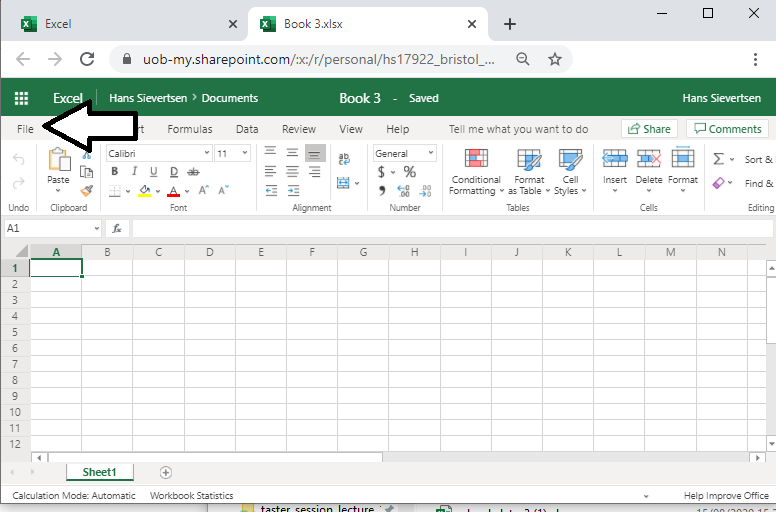 Excel
Book 3.xlsx
uob-my.sharepoint.com/:x:/r/personal/hs17922_bristol_...
Excel
Hans Sievertsen > Documents
Book 3 - Saved
Hans Sievertsen
File
Formulas Data Review View Help
Tell me what you want to do
Share
Comments
Calibri 11
General
Paste
B I U D ab
$ %
Conditional Formatting
Format as Table
Cell Styles
Insert Delete Format
Σ Sort &
Find &
A A A
Undo Clipboard Font Alignment Number Tables Cells Editing
A1 fx
A B C D E F G H I J K L M N
1
2
3
4
5
6
7
8
9
10
11
12
Sheet1
Calculation Mode: Automatic Workbook Statistics
Help Improve Office